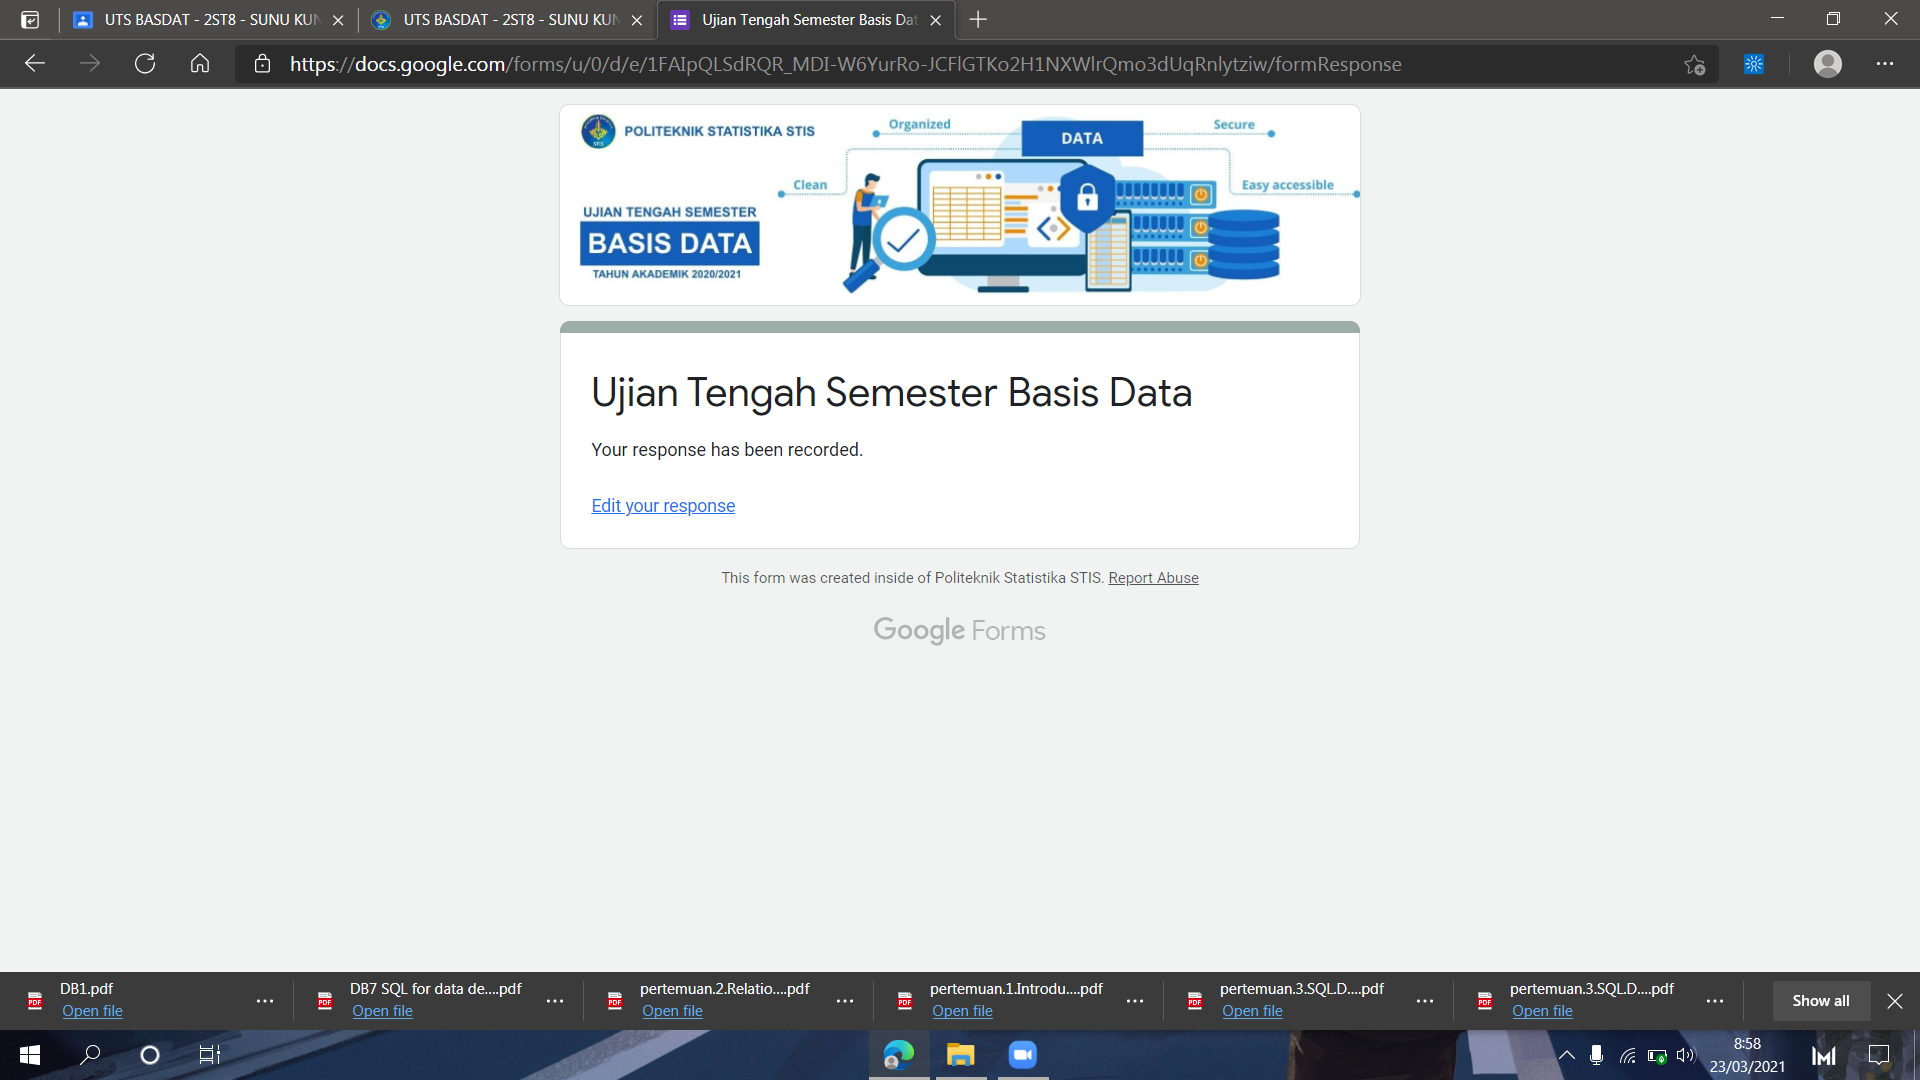 UTS BASDAT - 2ST8 - SUNU KUN
UTS BASDAT - 2ST8 - SUNU KUN
Ujian Tengah Semester Basis Dat
https://docs.google.com/forms/u/0/d/e/1FAIpQLSdRQR_MDI-W6YurRo-JCFlGTKo2H1NXWlrQmo3dUqRnlytziw/formResponse
POLITEKNIK STATISTIKA STIS
Organized
DATA
Secure
Clean
Easy accessible
UJIAN TENGAH SEMESTER
BASIS DATA
TAHUN AKADEMIK 2020/2021
Ujian Tengah Semester Basis Data
Your response has been recorded.
Edit your response
This form was created inside of Politeknik Statistika STIS. Report Abuse
Google Forms
DB1.pdf
Open file
DB7 SQL for data de....pdf
Open file
pertemuan.2.Relatio....pdf
Open file
pertemuan.1.Introdu....pdf
Open file
pertemuan.3.SQL.D....pdf
Open file
pertemuan.3.SQL.D....pdf
Open file
Show all
8:58
23/03/2021